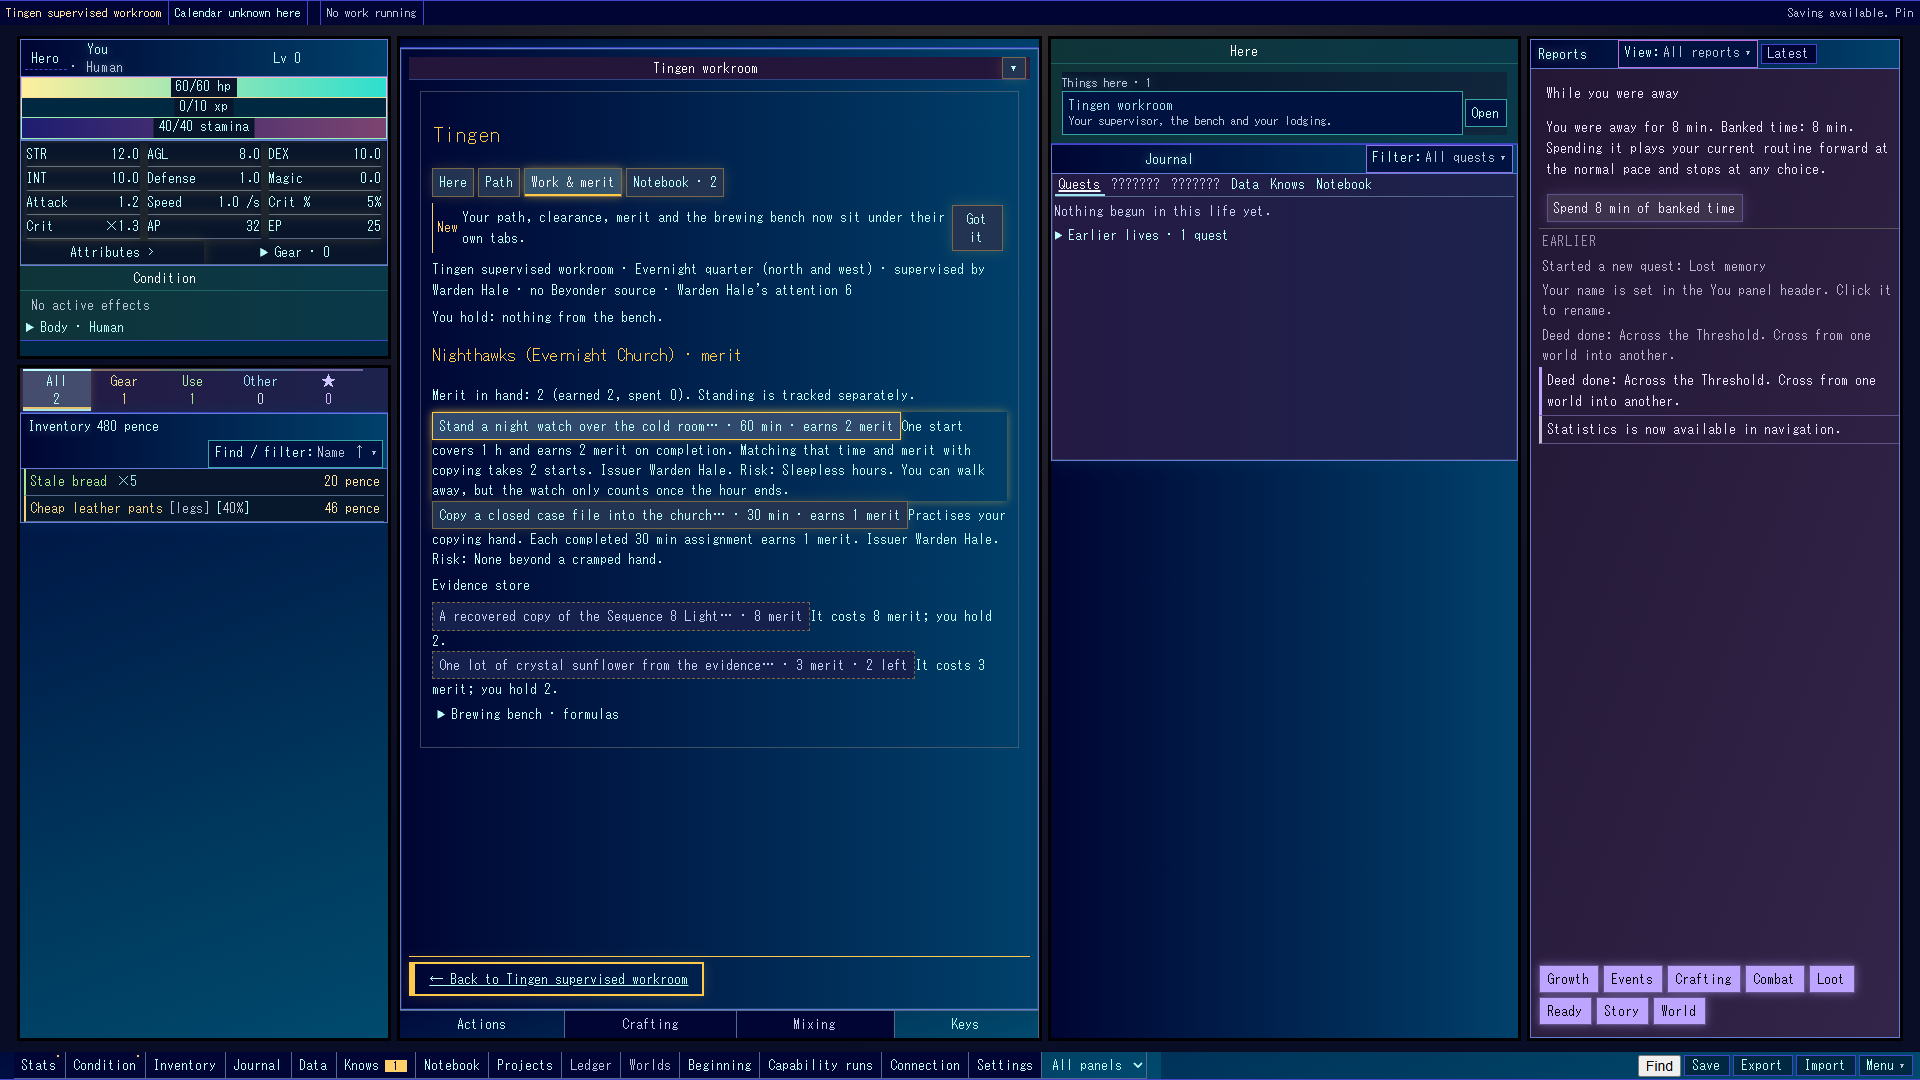 Tingen supervised workroom
Calendar unknown here
No work running
Saving available. Pin
Hero · You
Human
Lv 0
60/60 hp
0/10 xp
40/40 stamina
STR 12.0 AGL 8.0 DEX 10.0
INT 10.0 Defense 1.0 Magic 0.0
Attack 1.2 Speed 1.0 /s Crit % 5%
Crit ×1.3 AP 32 EP 25
Attributes >
▶ Gear · 0
Condition
No active effects
▶ Body · Human
All 2
Gear 1
Use 1
Other 0
★ 0
Inventory 480 pence
Find / filter: Name ↑ ▾
Stale bread ×5 20 pence
Cheap leather pants [legs] [40%] 46 pence
Tingen workroom
▾
Tingen
Here
Path
Work & merit
Notebook · 2
New
Your path, clearance, merit and the brewing bench now sit under their
own tabs.
Got
it
Tingen supervised workroom · Evernight quarter (north and west) · supervised by
Warden Hale · no Beyonder source · Warden Hale's attention 6
You hold: nothing from the bench.
Nighthawks (Evernight Church) · merit
Merit in hand: 2 (earned 2, spent 0). Standing is tracked separately.
Stand a night watch over the cold room… · 60 min · earns 2 merit One start
covers 1 h and earns 2 merit on completion. Matching that time and merit with
copying takes 2 starts. Issuer Warden Hale. Risk: Sleepless hours. You can walk
away, but the watch only counts once the hour ends.
Copy a closed case file into the church… · 30 min · earns 1 merit Practises your
copying hand. Each completed 30 min assignment earns 1 merit. Issuer Warden Hale.
Risk: None beyond a cramped hand.
Evidence store
A recovered copy of the Sequence 8 Light… · 8 merit It costs 8 merit; you hold
2.
One lot of crystal sunflower from the evidence… · 3 merit · 2 left It costs 3
merit; you hold 2.
▶ Brewing bench · formulas
← Back to Tingen supervised workroom
Actions
Crafting
Mixing
Keys
Here
Things here · 1
Tingen workroom
Your supervisor, the bench and your lodging.
Open
Journal
Filter: All quests ▾
Quests ??????? ??????? Data Knows Notebook
Nothing begun in this life yet.
▶ Earlier lives · 1 quest
Reports
View: All reports ▾
Latest
While you were away
You were away for 8 min. Banked time: 8 min.
Spending it plays your current routine forward at
the normal pace and stops at any choice.
Spend 8 min of banked time
EARLIER
Started a new quest: Lost memory
Your name is set in the You panel header. Click it
to rename.
Deed done: Across the Threshold. Cross from one
world into another.
Deed done: Across the Threshold. Cross from one
world into another.
Statistics is now available in navigation.
Growth
Events
Crafting
Combat
Loot
Ready
Story
World
Stats
Condition
Inventory
Journal
Data
Knows 1
Notebook
Projects
Ledger
Worlds
Beginning
Capability runs
Connection
Settings
All panels
Find
Save
Export
Import
Menu ▾